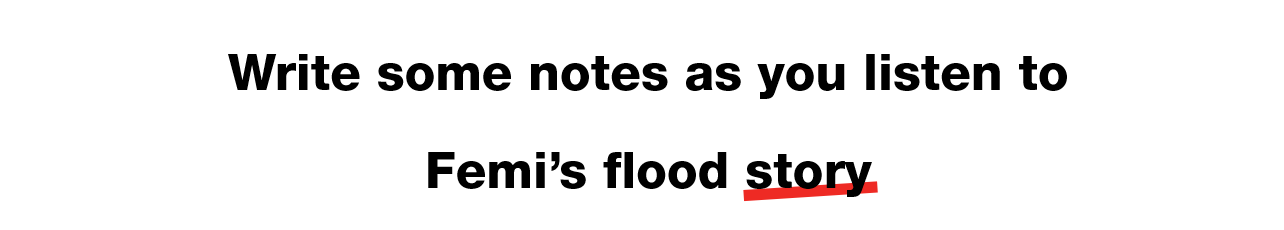 Write some notes as you listen to
Femi’s flood story